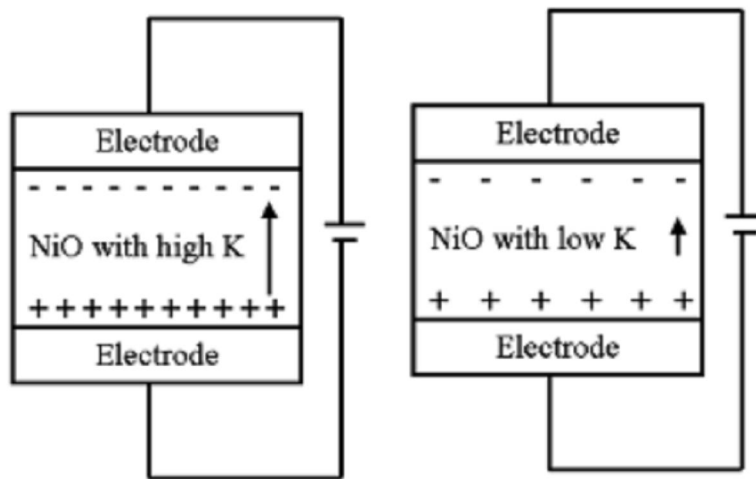 Electrode
- - - - - - - - - -
NiO with high K
+ + + + + + + + + +
Electrode
Electrode
- - - - - -
NiO with low K
+ + + + + +
Electrode